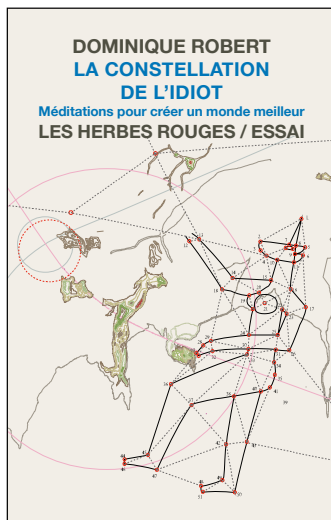 DOMINIQUE ROBERT
LA CONSTELLATION
DE L'IDIOT
Méditations pour créer un monde meilleur
LES HERBES ROUGES / ESSAI